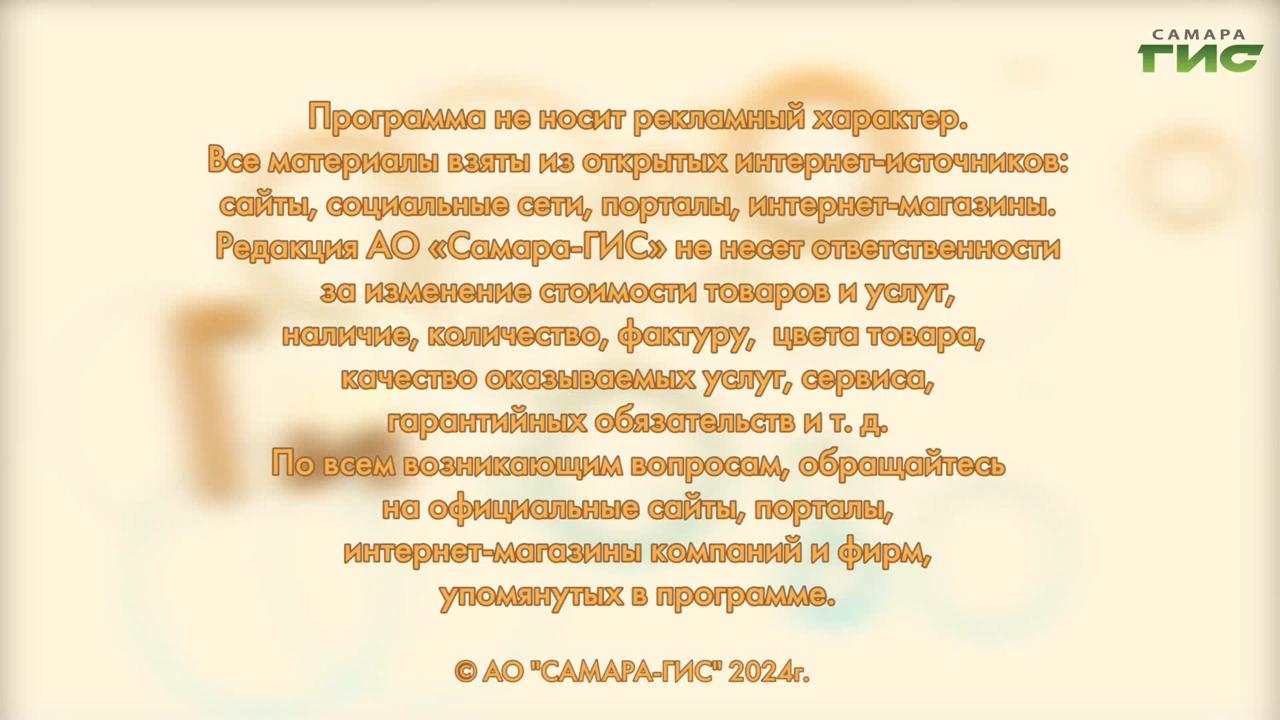 САМАРА
ГИС
Программа не носит рекламный характер.
Все материалы взяты из открытых интернет-источников:
сайты, социальные сети, порталы, интернет-магазины.
Редакция АО «Самара-ГИС» не несет ответственности
за изменение стоимости товаров и услуг,
наличие, количество, фактуру, цвета товара,
качество оказываемых услуг, сервиса,
гарантийных обязательств и т. д.
По всем возникающим вопросам, обращайтесь
на официальные сайты, порталы,
интернет-магазины компаний и фирм,
упомянутых в программе.
© АО "САМАРА-ГИС" 2024г.